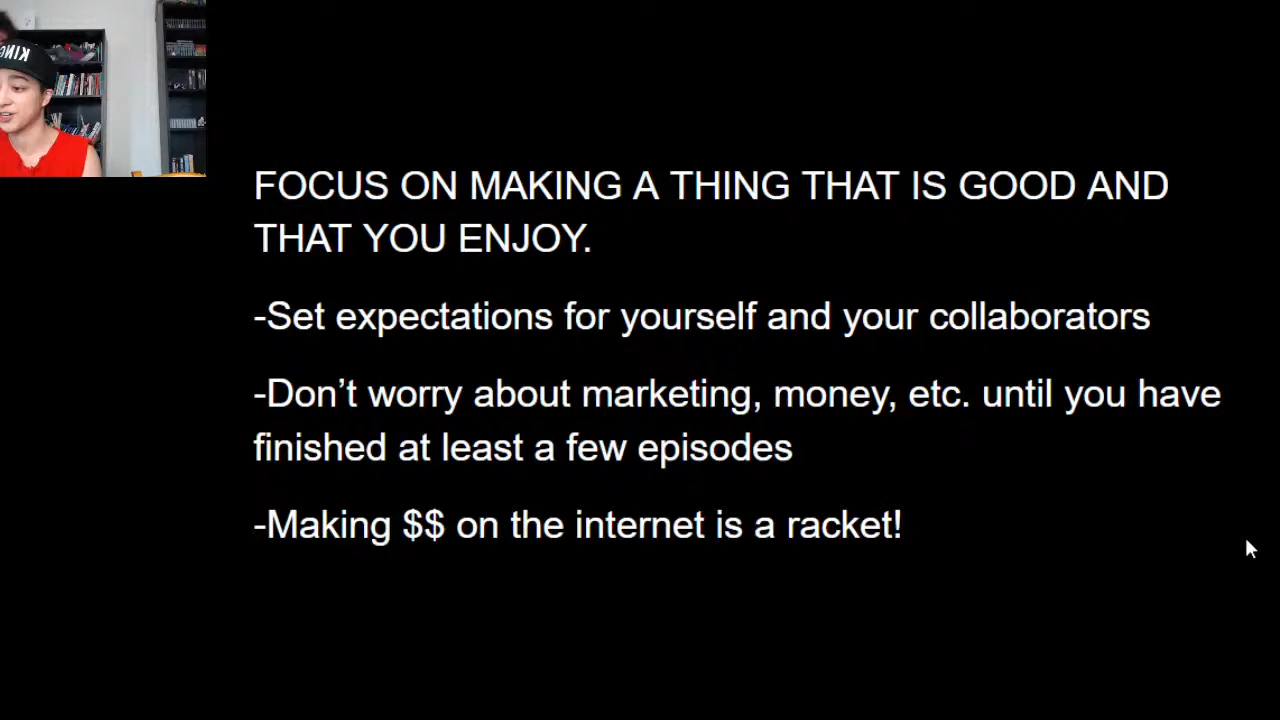 KING
FOCUS ON MAKING A THING THAT IS GOOD AND
THAT YOU ENJOY.
-Set expectations for yourself and your collaborators
-Don’t worry about marketing, money, etc. until you have
finished at least a few episodes
-Making $$ on the internet is a racket!